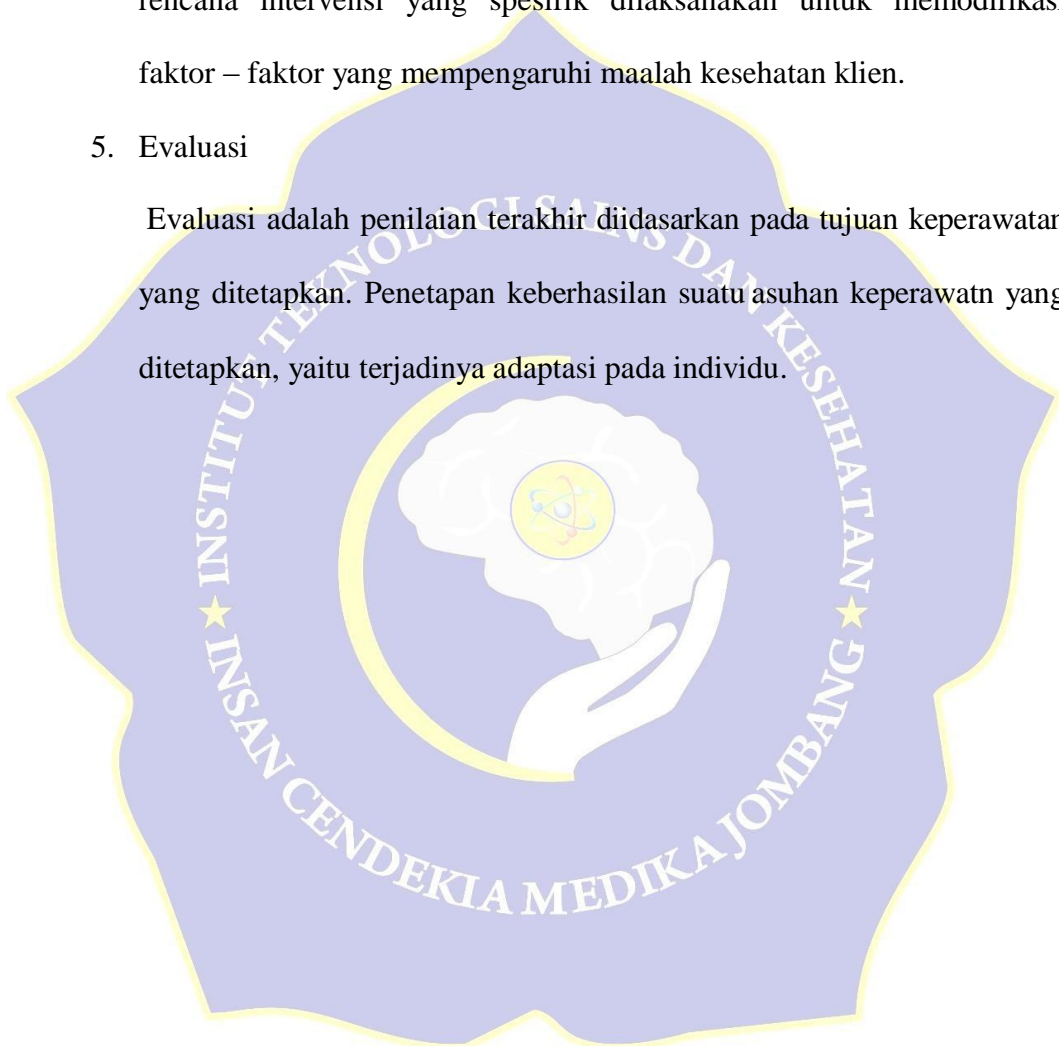 rencana intervensi yang spesifik dilaksanakan untuk memodifikasi
faktor – faktor yang mempengaruhi maalah kesehatan klien.
5. Evaluasi
Evaluasi adalah penilaian terakhir diidasarkan pada tujuan keperawatan
yang ditetapkan. Penetapan keberhasilan suatu asuhan keperawatn yang
ditetapkan, yaitu terjadinya adaptasi pada individu.
INSTITUT TEKNOLOGI SAINS DAN KESEHATAN
INSAN CENDEKIA MEDIKA JOMBANG